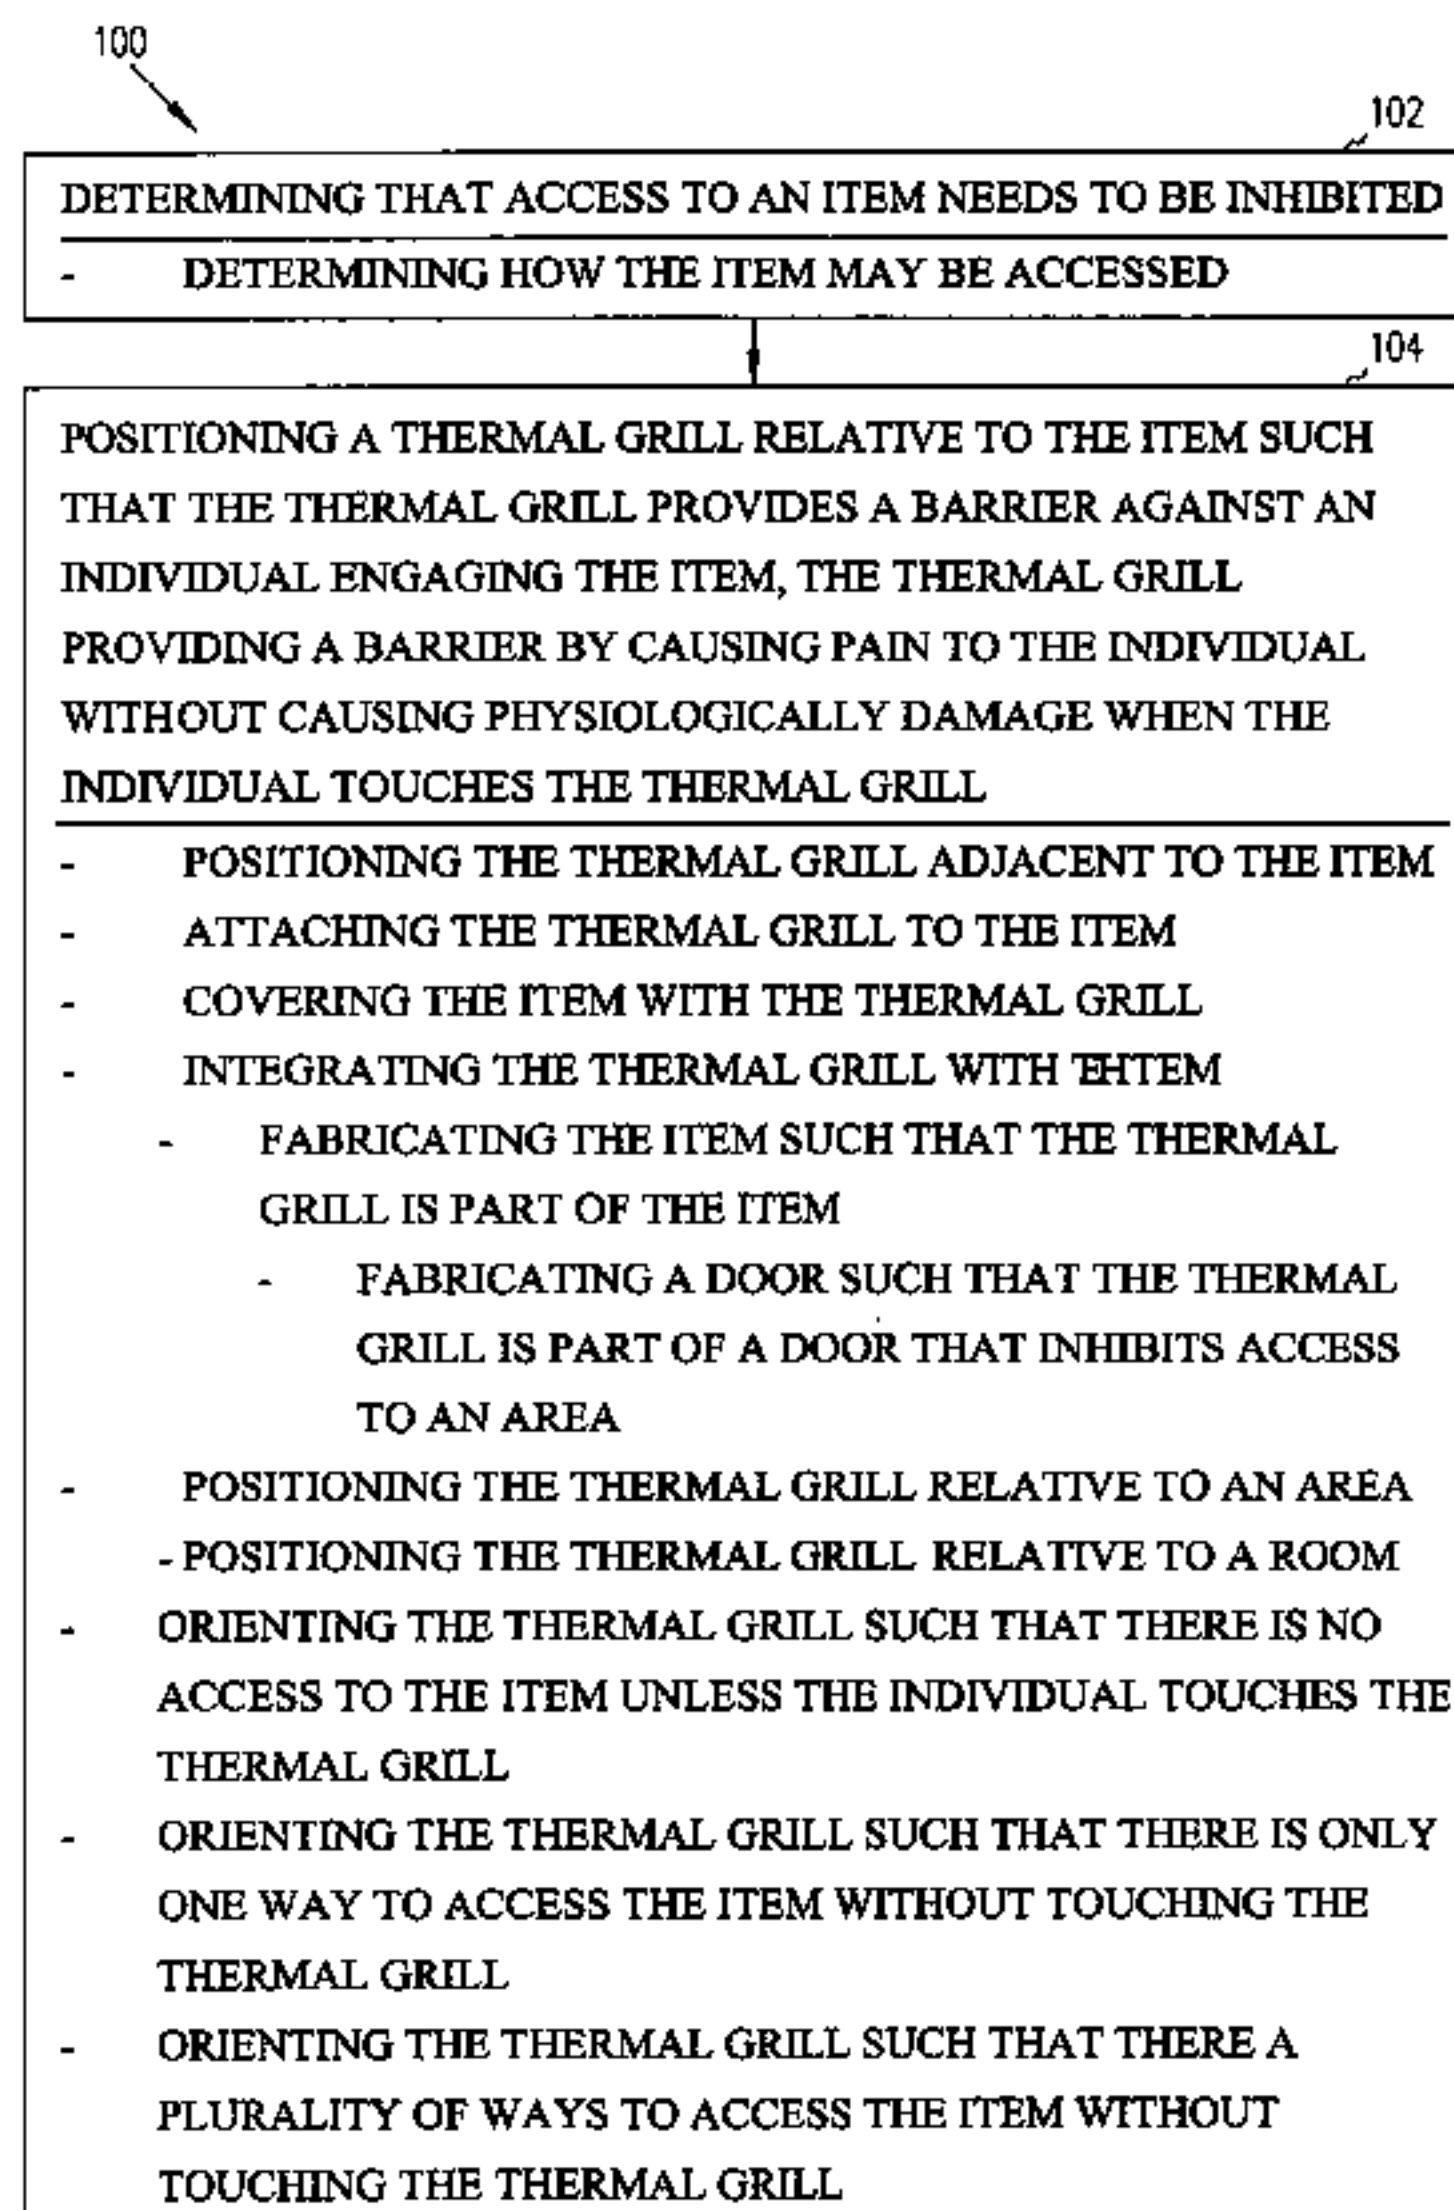 100
102
DETERMINING THAT ACCESS TO AN ITEM NEEDS TO BE INHIBITED
- DETERMINING HOW THE ITEM MAY BE ACCESSED
104
POSITIONING A THERMAL GRILL RELATIVE TO THE ITEM SUCH
THAT THE THERMAL GRILL PROVIDES A BARRIER AGAINST AN
INDIVIDUAL ENGAGING THE ITEM, THE THERMAL GRILL
PROVIDING A BARRIER BY CAUSING PAIN TO THE INDIVIDUAL
WITHOUT CAUSING PHYSIOLOGICALLY DAMAGE WHEN THE
INDIVIDUAL TOUCHES THE THERMAL GRILL
- POSITIONING THE THERMAL GRILL ADJACENT TO THE ITEM
- ATTACHING THE THERMAL GRILL TO THE ITEM
- COVERING THE ITEM WITH THE THERMAL GRILL
- INTEGRATING THE THERMAL GRILL WITH
- FABRICATING THE ITEM SUCH THAT THE THERMAL
GRILL IS PART OF THE ITEM
- FABRICATING A DOOR SUCH THAT THE THERMAL
GRILL IS PART OF A DOOR THAT INHIBITS ACCESS
TO AN AREA
- POSITIONING THE THERMAL GRILL RELATIVE TO AN AREA
- POSITIONING THE THERMAL GRILL RELATIVE TO A ROOM
- ORIENTING THE THERMAL GRILL SUCH THAT THERE IS NO
ACCESS TO THE ITEM UNLESS THE INDIVIDUAL TOUCHES THE
THERMAL GRILL
- ORIENTING THE THERMAL GRILL SUCH THAT THERE IS ONLY
ONE WAY TO ACCESS THE ITEM WITHOUT TOUCHING THE
THERMAL GRILL
- ORIENTING THE THERMAL GRILL SUCH THAT THERE A
PLURALITY OF WAYS TO ACCESS THE ITEM WITHOUT
TOUCHING THE THERMAL GRILL